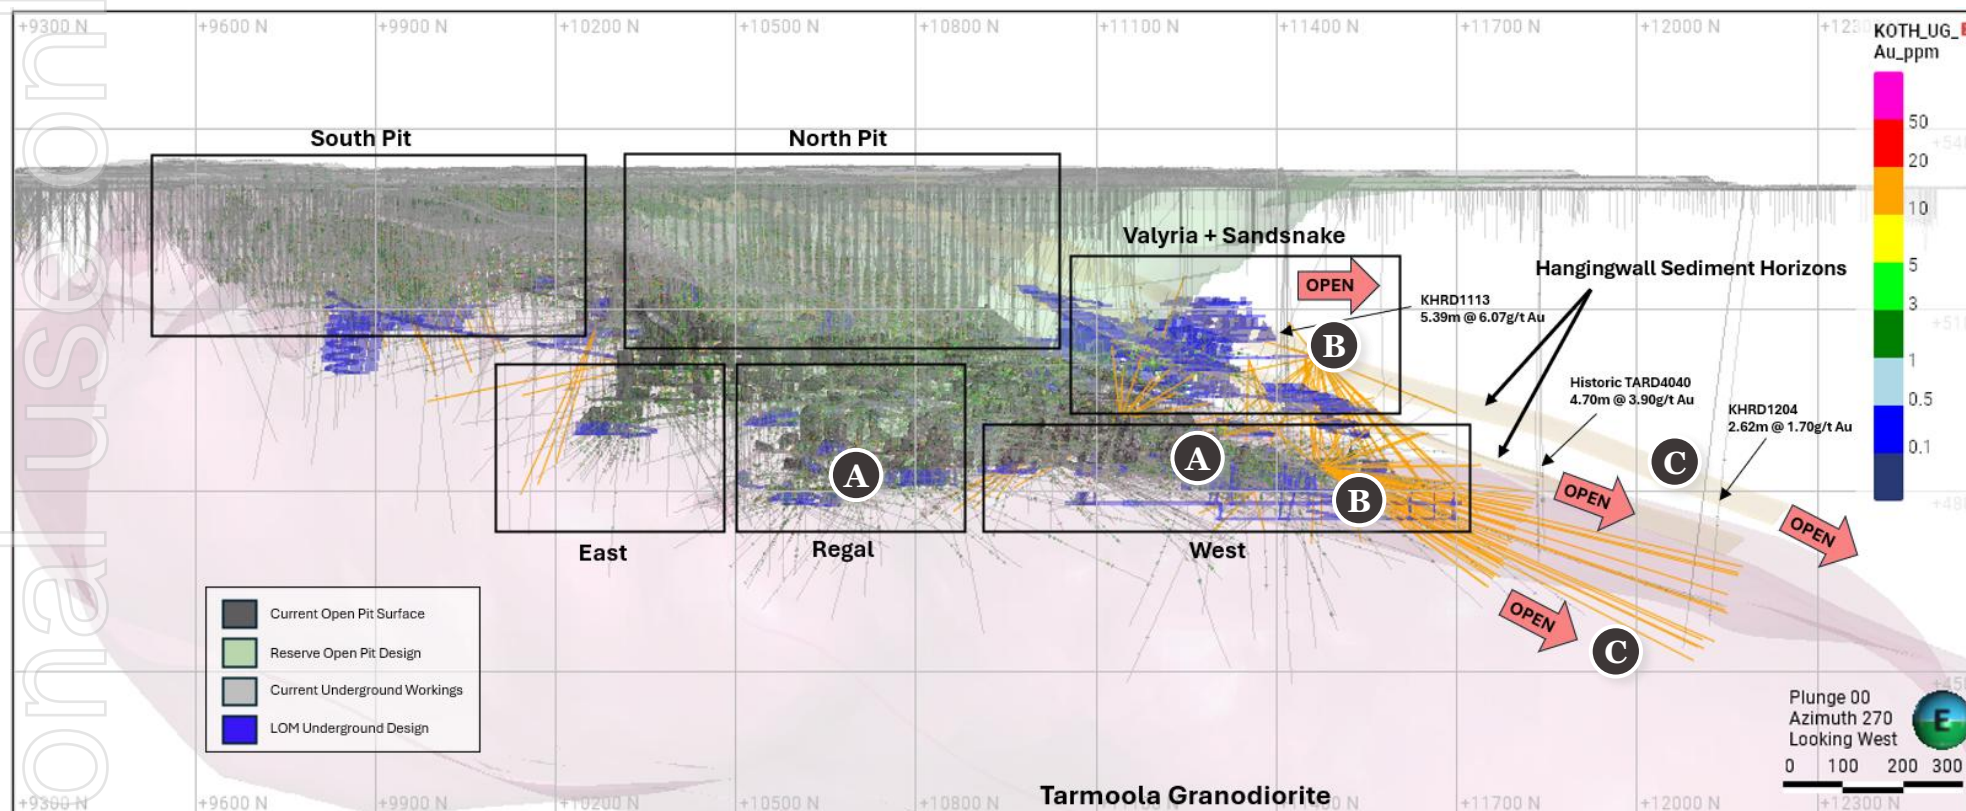 +9300 N +9600 N +9900 N +10200 N +10500 N +10800 N +11100 N +11400 N +11700 N +12000 N
KOTH_UG_
Au_ppm
50
20
10
5
3
1
0.5
0.1
South Pit
North Pit
Valyria + Sandsnake
OPEN
Hangingwall Sediment Horizons
KHRD1113
5.39m @ 6.07g/t Au
B
Historic TARD4040
4.70m @ 3.90g/t Au
KHRD1204
2.62m @ 1.70g/t Au
A
A
B
C
OPEN
OPEN
East
Regal
West
OPEN
C
Current Open Pit Surface
Reserve Open Pit Design
Current Underground Workings
LOM Underground Design
Plunge 00
Azimuth 270
Looking West
E
0 100 200 300
Tarmoola Granodiorite
+9300 N +9600 N +9900 N +10200 N +10500 N +10800 N +11400 N +11700 N +12000 N +12300
onal use on